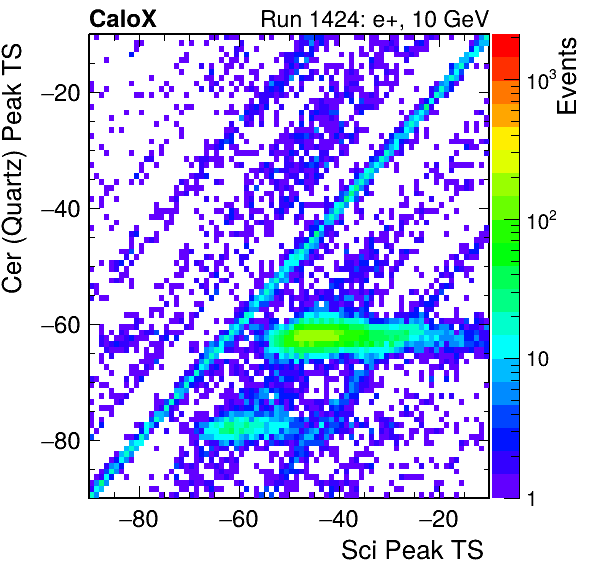 CaloX Run 1424: e+, 10 GeV
Cer (Quartz) Peak TS
Events
−20
−40
−60
−80
10³
10²
10
1
−80 −60 −40 −20
Sci Peak TS